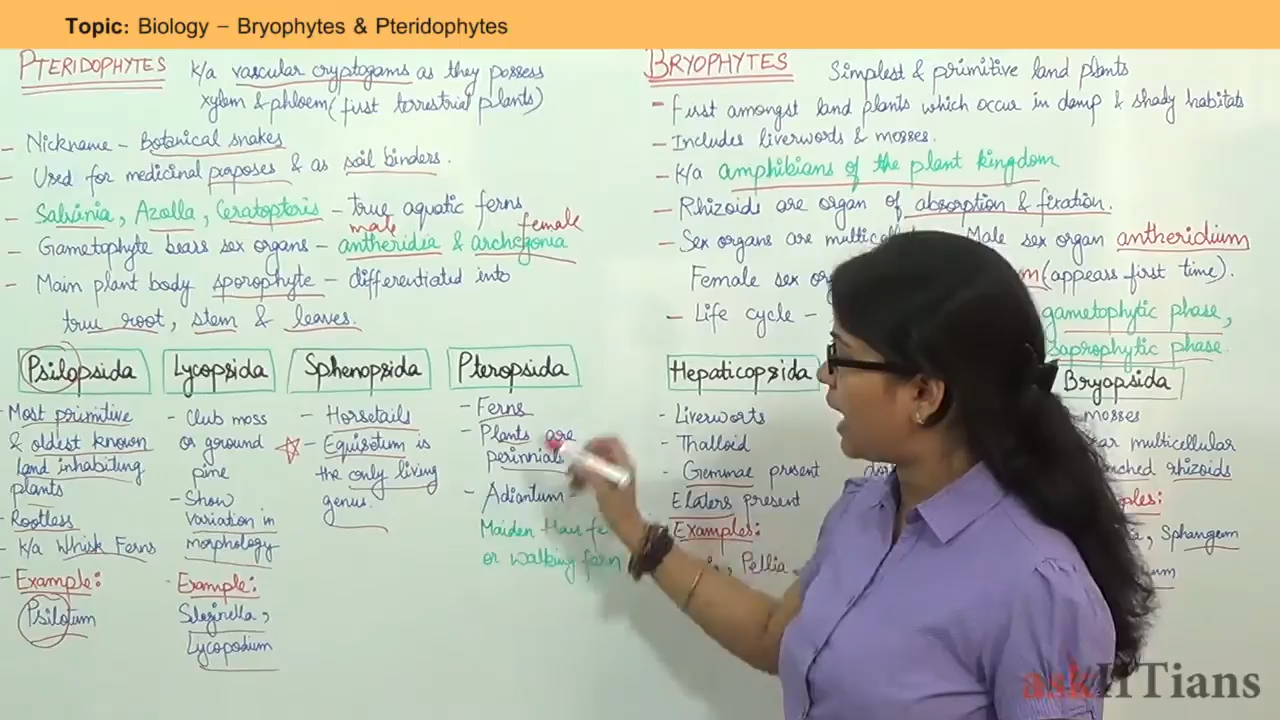 Topic: Biology – Bryophytes & Pteridophytes
PTERIDOPHYTES
k/a vascular cryptogams as they possess
xylem & phloem (first terrestrial plants)
– Nickname – Botanical snakes
– Used for medicinal purposes & as soil binders.
– Salvinia, Azolla, Ceratopteris – true aquatic ferns
male female
– Gametophyte bears sex organs – antheridia & archegonia
– Main plant body sporophyte – differentiated into
true root, stem & leaves.
Psilopsida
- Most primitive
& oldest known
land inhabiting
plants
- Rootless
- k/a Whisk Ferns
- Example:
Psilotum
Lycopsida
- Club moss
or ground
pine
- Show
variation in
morphology
- Example:
Selaginella,
Lycopodium
Sphenopsida
- Horsetails
- Equisetum is
the only living
genus.
Pteropsida
- Ferns
- Plants are
perinnials
- Adiantum -
Maiden Hair fe
or walking fern
BRYOPHYTES
Simplest & primitive land plants
– First amongst land plants which occur in damp & shady habitats
– Includes liverworts & mosses.
– k/a amphibians of the plant kingdom
– Rhizoids are organ of absorption & fixation.
– Sex organs are Male sex organ antheridium
Female sex (appears first time).
– Life cycle – gametophytic phase,
saprophytic phase.
Hepaticopsida
- Liverworts
- Thalloid
- Gemmae present
Elaters present
Examples:
, Pellia
Bryopsida
mosses
multicellular
rhizoids
, Sphangum
askIITians